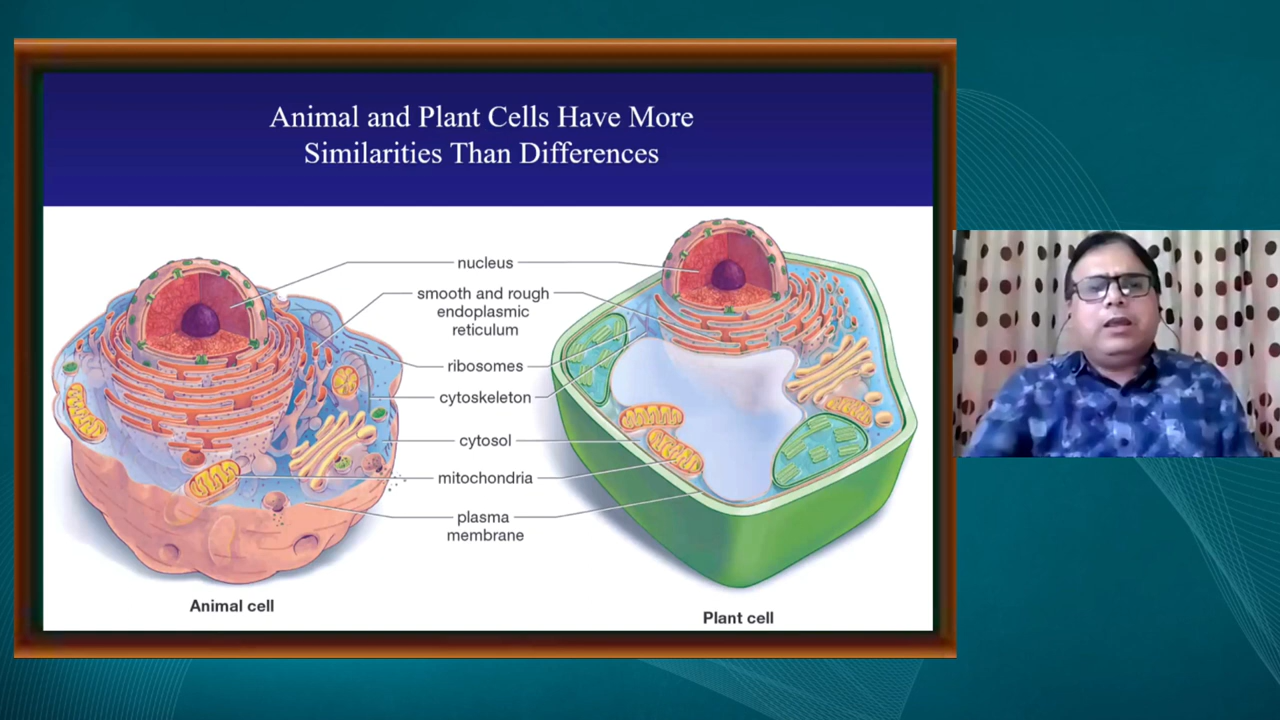 Animal and Plant Cells Have More
Similarities Than Differences
nucleus
smooth and rough
endoplasmic
reticulum
ribosomes
cytoskeleton
cytosol
mitochondria
plasma
membrane
Animal cell
Plant cell